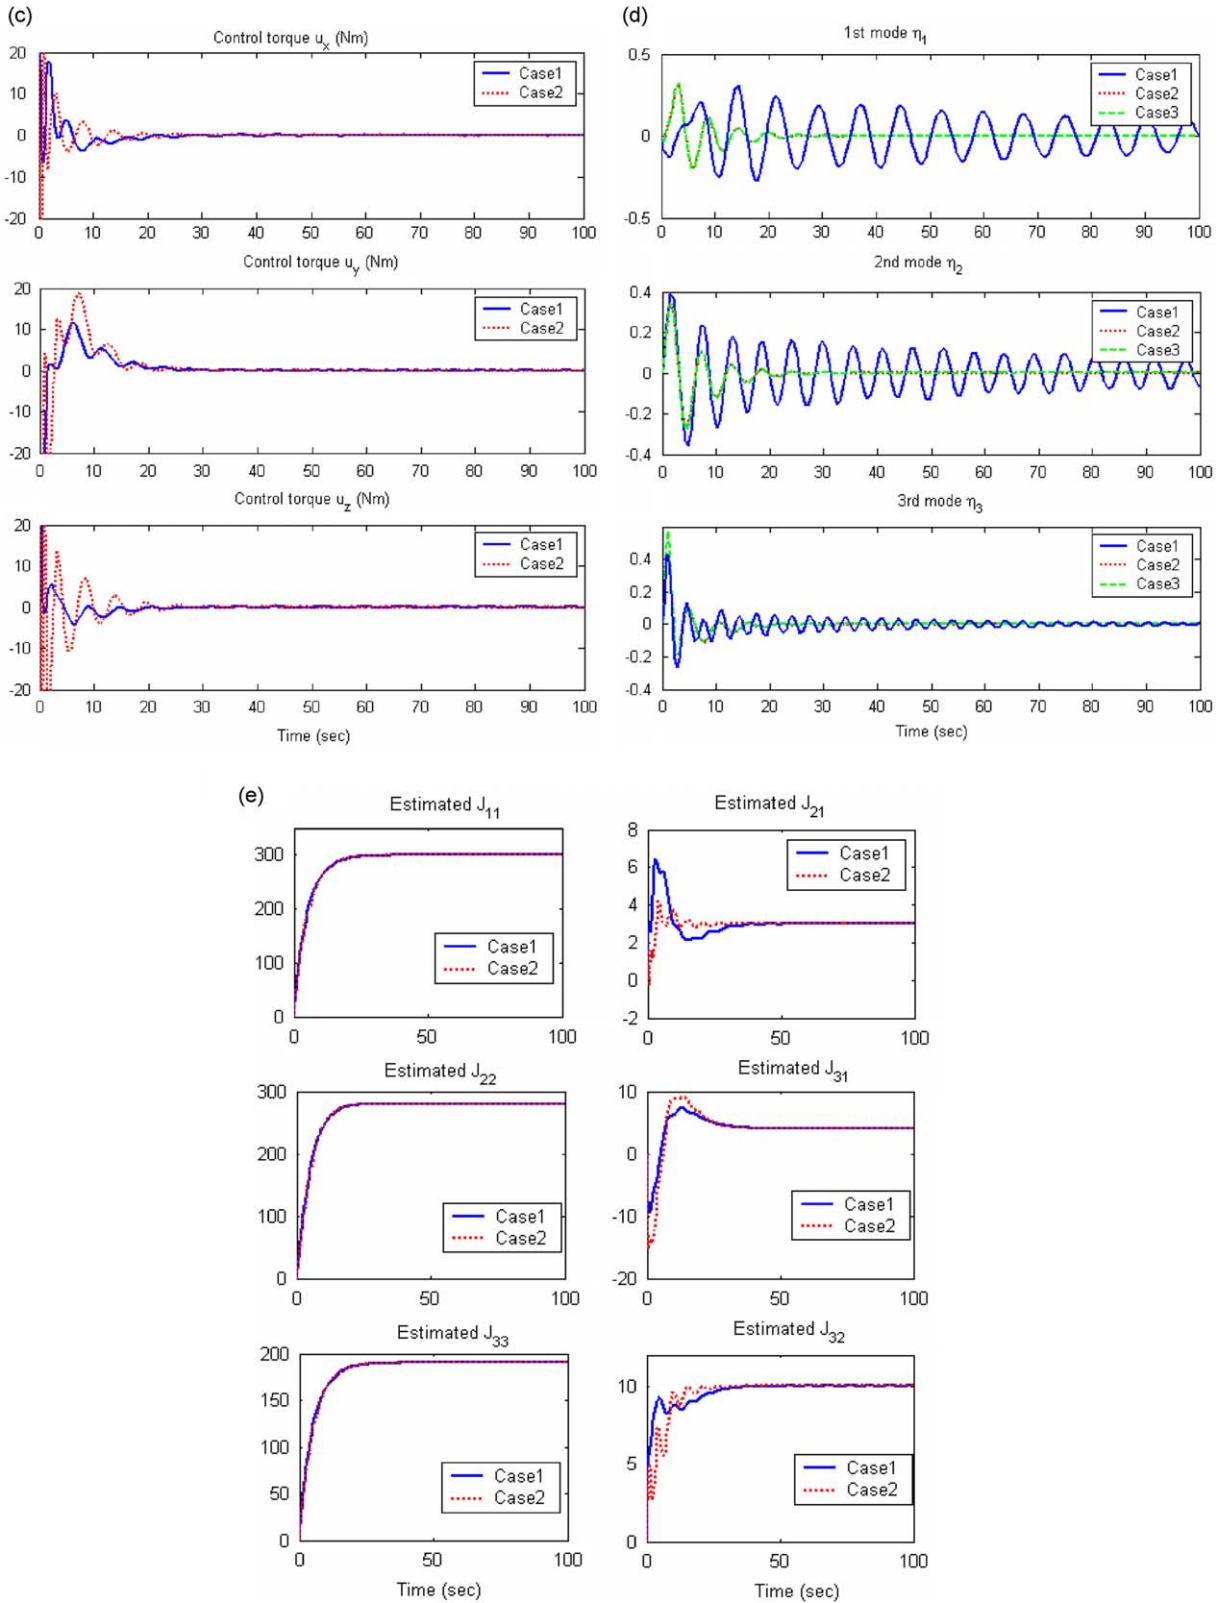 (c)
Control torque u_x (Nm)
20
10
0
-10
-20
Case1
Case2
0 10 20 30 40 50 60 70 80 90 100
Control torque u_y (Nm)
20
10
0
-10
-20
Case1
Case2
0 10 20 30 40 50 60 70 80 90 100
Control torque u_z (Nm)
20
10
0
-10
-20
Case1
Case2
0 10 20 30 40 50 60 70 80 90 100
Time (sec)
(d)
1st mode η_1
0.5
0
-0.5
Case1
Case2
Case3
0 10 20 30 40 50 60 70 80 90 100
2nd mode η_2
0.4
0.2
0
-0.2
-0.4
Case1
Case2
Case3
0 10 20 30 40 50 60 70 80 90 100
3rd mode η_3
0.4
0.2
0
-0.2
-0.4
Case1
Case2
Case3
0 10 20 30 40 50 60 70 80 90 100
Time (sec)
(e)
Estimated J_11
300
200
100
0
Case1
Case2
0 50 100
Estimated J_21
8
6
4
2
0
-2
Case1
Case2
0 50 100
Estimated J_22
300
200
100
0
Case1
Case2
0 50 100
Estimated J_31
10
0
-10
-20
Case1
Case2
0 50 100
Estimated J_33
200
150
100
50
0
Case1
Case2
0 50 100
Time (sec)
Estimated J_32
10
5
0
Case1
Case2
0 50 100
Time (sec)